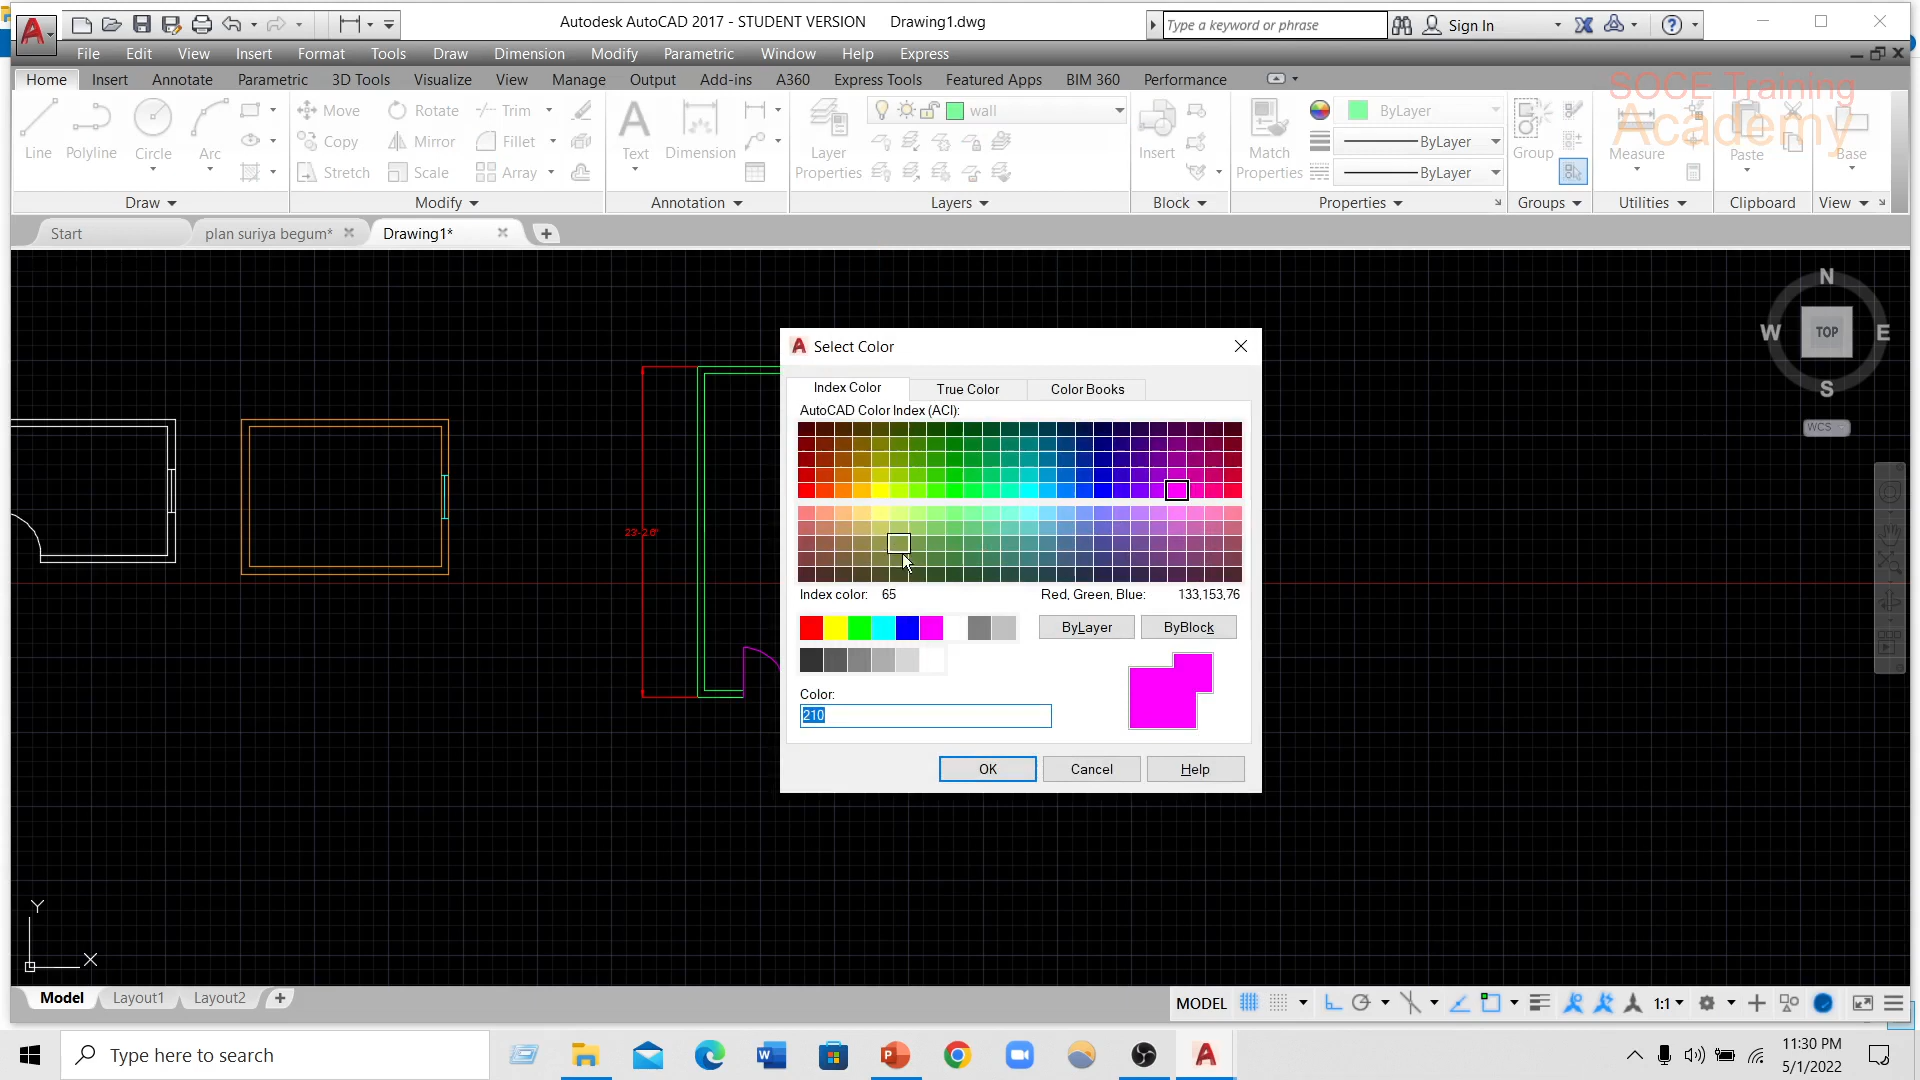 Autodesk AutoCAD 2017 - STUDENT VERSION Drawing1.dwg
Type a keyword or phrase
Sign In
File Edit View Insert Format Tools Draw Dimension Modify Parametric Window Help Express
Home Insert Annotate Parametric 3D Tools Visualize View Manage Output Add-ins A360 Express Tools Featured Apps BIM 360 Performance
SOCE Training
Academy
Line Polyline Circle Arc
Move Rotate Trim
Copy Mirror Fillet
Stretch Scale Array
Text Dimension
Layer
Properties
wall
Insert
Match
Properties
ByLayer
ByLayer
ByLayer
Group
Measure
Paste
Base
Draw Modify Annotation Layers Block Properties Groups Utilities Clipboard View
Start plan suriya begum* Drawing1*
N
W TOP E
S
WCS
Select Color
Index Color True Color Color Books
AutoCAD Color Index (ACI):
Index color: 65 Red, Green, Blue: 133,153,76
ByLayer ByBlock
Color:
210
OK Cancel Help
Y
X
Model Layout1 Layout2
MODEL 1:1
Type here to search
11:30 PM
5/1/2022